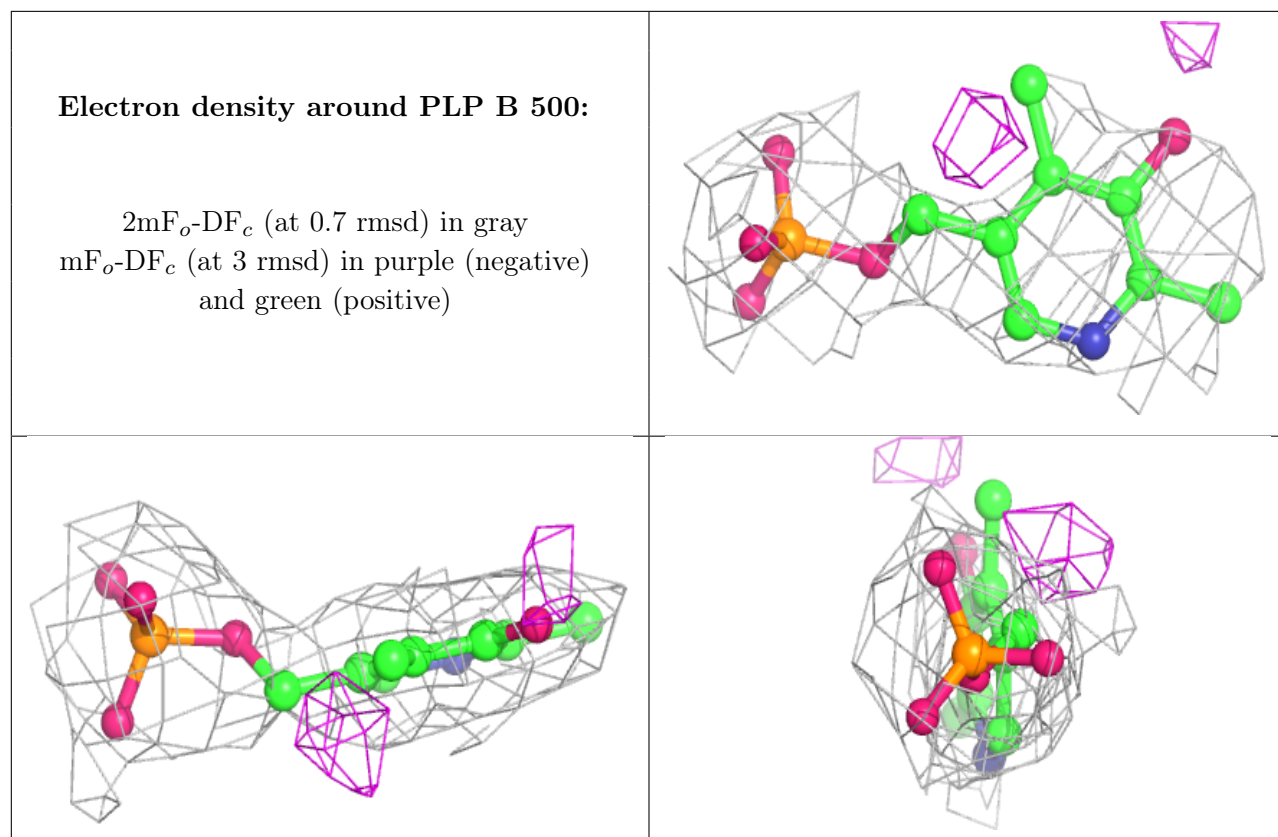 Electron density around PLP B 500:
2mFo-DFc (at 0.7 rmsd) in gray
mFo-DFc (at 3 rmsd) in purple (negative)
and green (positive)